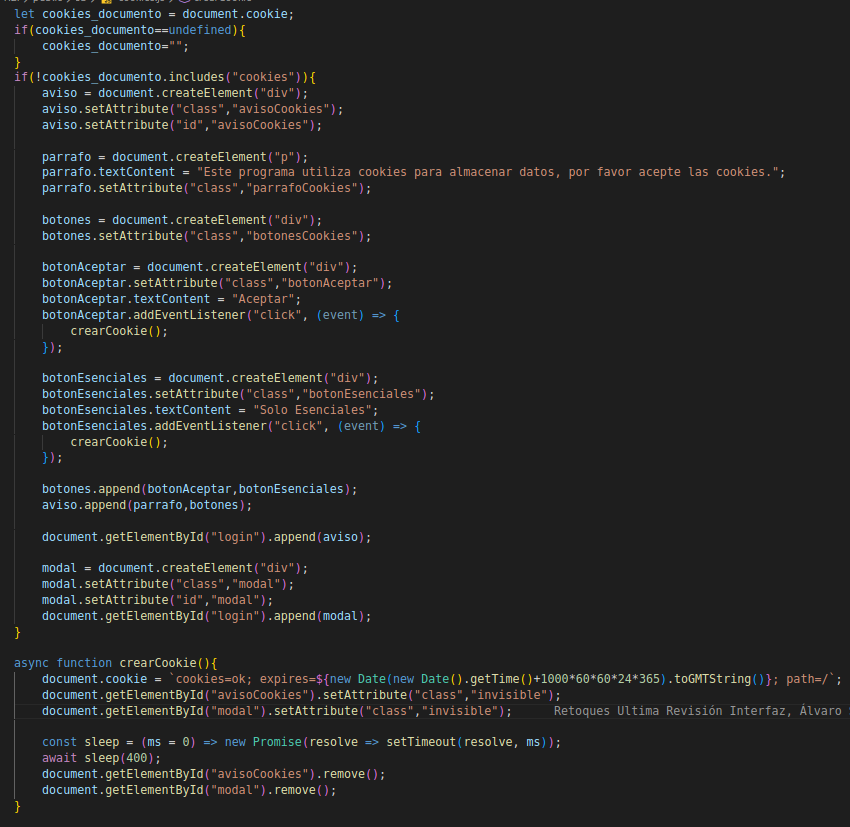 let cookies_documento = document.cookie;
if(cookies_documento==undefined){
    cookies_documento="";
}
if(!cookies_documento.includes("cookies")){
    aviso = document.createElement("div");
    aviso.setAttribute("class","avisoCookies");
    aviso.setAttribute("id","avisoCookies");
    parrafo = document.createElement("p");
    parrafo.textContent = "Este programa utiliza cookies para almacenar datos, por favor acepte las cookies.";
    parrafo.setAttribute("class","parrafoCookies");
    botones = document.createElement("div");
    botones.setAttribute("class","botonesCookies");
    botonAceptar = document.createElement("div");
    botonAceptar.setAttribute("class","botonAceptar");
    botonAceptar.textContent = "Aceptar";
    botonAceptar.addEventListener("click", (event) => {
        crearCookie();
    });
    botonEsenciales = document.createElement("div");
    botonEsenciales.setAttribute("class","botonEsenciales");
    botonEsenciales.textContent = "Solo Esenciales";
    botonEsenciales.addEventListener("click", (event) => {
        crearCookie();
    });
    botones.append(botonAceptar,botonEsenciales);
    aviso.append(parrafo,botones);
    document.getElementById("login").append(aviso);
    modal = document.createElement("div");
    modal.setAttribute("class","modal");
    modal.setAttribute("id","modal");
    document.getElementById("login").append(modal);
}
async function crearCookie(){
    document.cookie = `cookies=ok; expires=${new Date(new Date().getTime()+1000*60*60*24*365).toGMTString()}; path=/`;
    document.getElementById("avisoCookies").setAttribute("class","invisible");
    document.getElementById("modal").setAttribute("class","invisible");      Retoques Ultima Revisión Interfaz, Álvaro
    const sleep = (ms = 0) => new Promise(resolve => setTimeout(resolve, ms));
    await sleep(400);
    document.getElementById("avisoCookies").remove();
    document.getElementById("modal").remove();
}